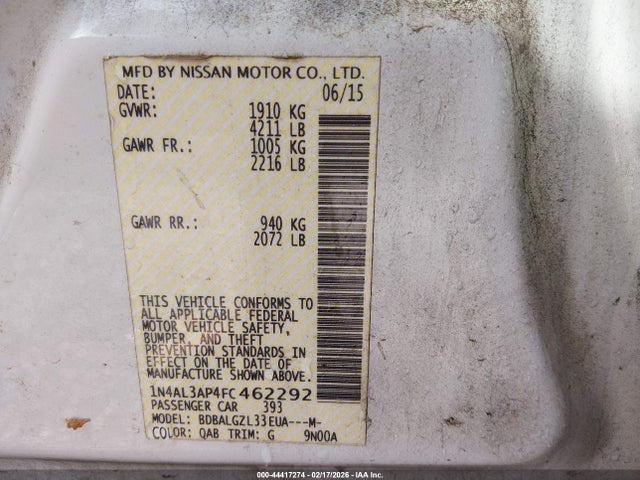 MFD BY NISSAN MOTOR CO., LTD.
DATE: 06/15
GVWR: 1910 KG
4211 LB
GAWR FR.: 1005 KG
2216 LB
GAWR RR.: 940 KG
2072 LB
THIS VEHICLE CONFORMS TO
ALL APPLICABLE FEDERAL
MOTOR VEHICLE SAFETY,
BUMPER, AND THEFT
PREVENTION STANDARDS IN
EFFECT ON THE DATE OF
MANUFACTURE SHOWN ABOVE.
1N4AL3AP4FC462292
PASSENGER CAR 393
MODEL: BDBALGZL33EUA---M-
COLOR: QAB TRIM: G 9N00A
000-44417274 - 02/17/2026 - IAA Inc.